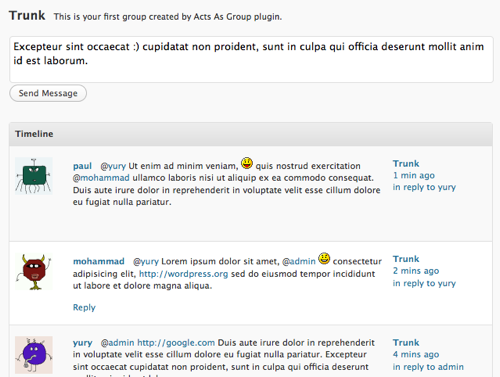 Trunk This is your first group created by Acts As Group plugin.
Excepteur sint occaecat :) cupidatat non proident, sunt in culpa qui officia deserunt mollit anim
id est laborum.
Send Message
Timeline
paul @yury Ut enim ad minim veniam, quis nostrud exercitation
@mohammad ullamco laboris nisi ut aliquip ex ea commodo consequat.
Duis aute irure dolor in reprehenderit in voluptate velit esse cillum dolore
eu fugiat nulla pariatur.
Trunk
1 min ago
in reply to yury
mohammad @yury Lorem ipsum dolor sit amet, @admin consectetur
adipisicing elit, http://wordpress.org sed do eiusmod tempor incididunt
ut labore et dolore magna aliqua.
Reply
Trunk
2 mins ago
in reply to yury
yury @admin http://google.com Duis aute irure dolor in reprehenderit
in voluptate velit esse cillum dolore eu fugiat nulla pariatur. Excepteur
sint occaecat cupidatat non proident, sunt in culpa qui officia deserunt
Trunk
4 mins ago
in reply to admin